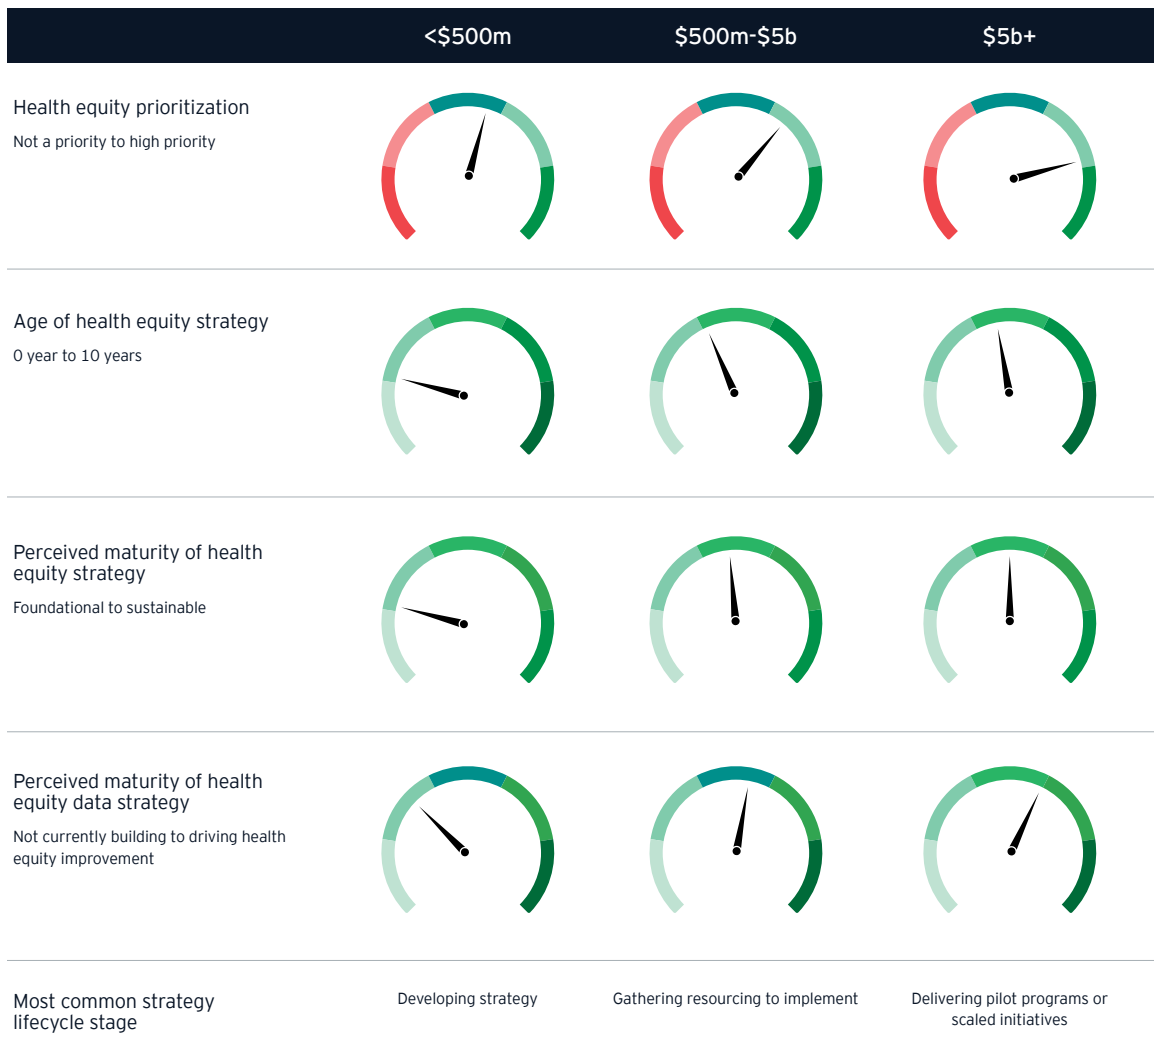 <$500m
$500m-$5b
$5b+
Health equity prioritization
Not a priority to high priority
Age of health equity strategy
0 year to 10 years
Perceived maturity of health
equity strategy
Foundational to sustainable
Perceived maturity of health
equity data strategy
Not currently building to driving health
equity improvement
Most common strategy
lifecycle stage
Developing strategy
Gathering resourcing to implement
Delivering pilot programs or
scaled initiatives